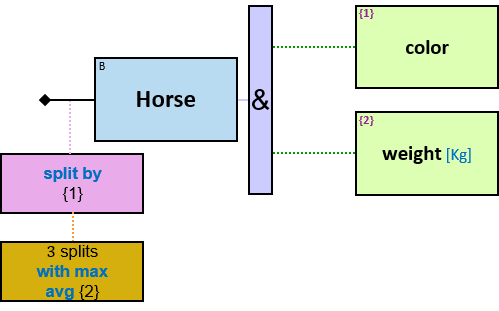 {1}
color
B
Horse
&
{2}
weight [Kg]
split by
{1}
3 splits
with max
avg {2}